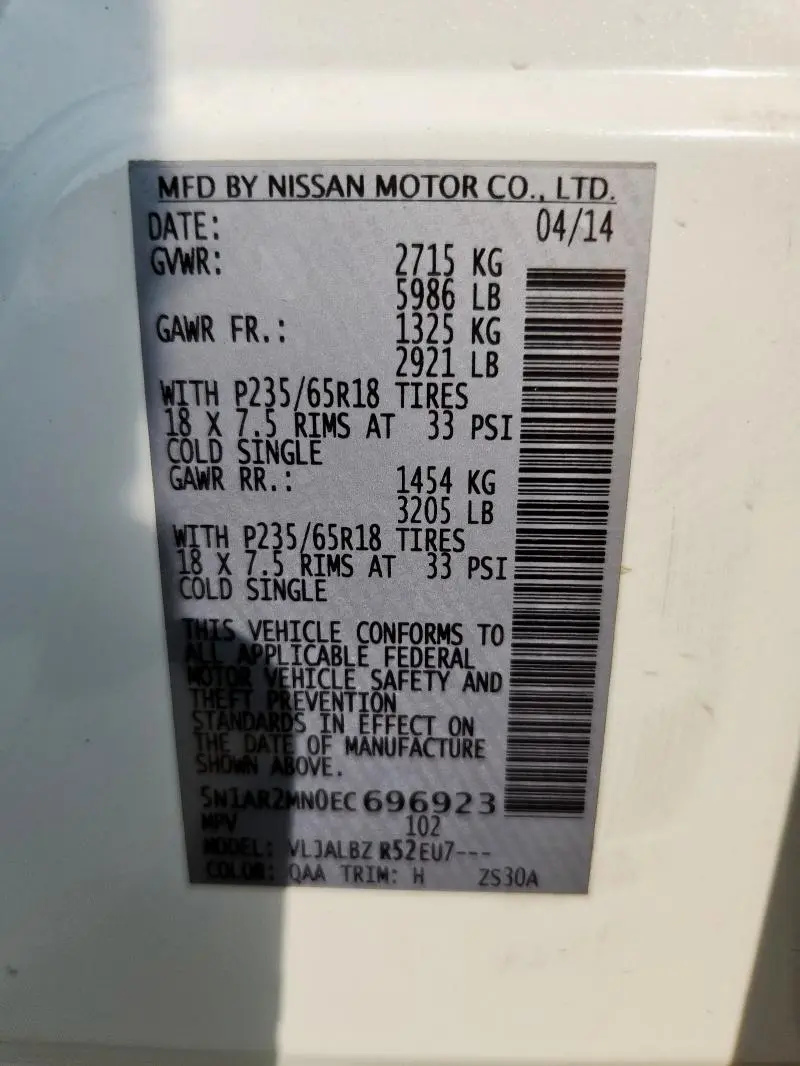 MFD BY NISSAN MOTOR CO., LTD.
DATE: 04/14
GVWR: 2715 KG
5986 LB
GAWR FR.: 1325 KG
2921 LB
WITH P235/65R18 TIRES
18 X 7.5 RIMS AT 33 PSI
COLD SINGLE
GAWR RR.: 1454 KG
3205 LB
WITH P235/65R18 TIRES
18 X 7.5 RIMS AT 33 PSI
COLD SINGLE
THIS VEHICLE CONFORMS TO
ALL APPLICABLE FEDERAL
MOTOR VEHICLE SAFETY AND
THEFT PREVENTION
STANDARDS IN EFFECT ON
THE DATE OF MANUFACTURE
SHOWN ABOVE.
5N1AR2MN0EC696923
MPV 102
MODEL: VLJALBZ R52EU7---
COLOR: QAA TRIM: H ZS30A